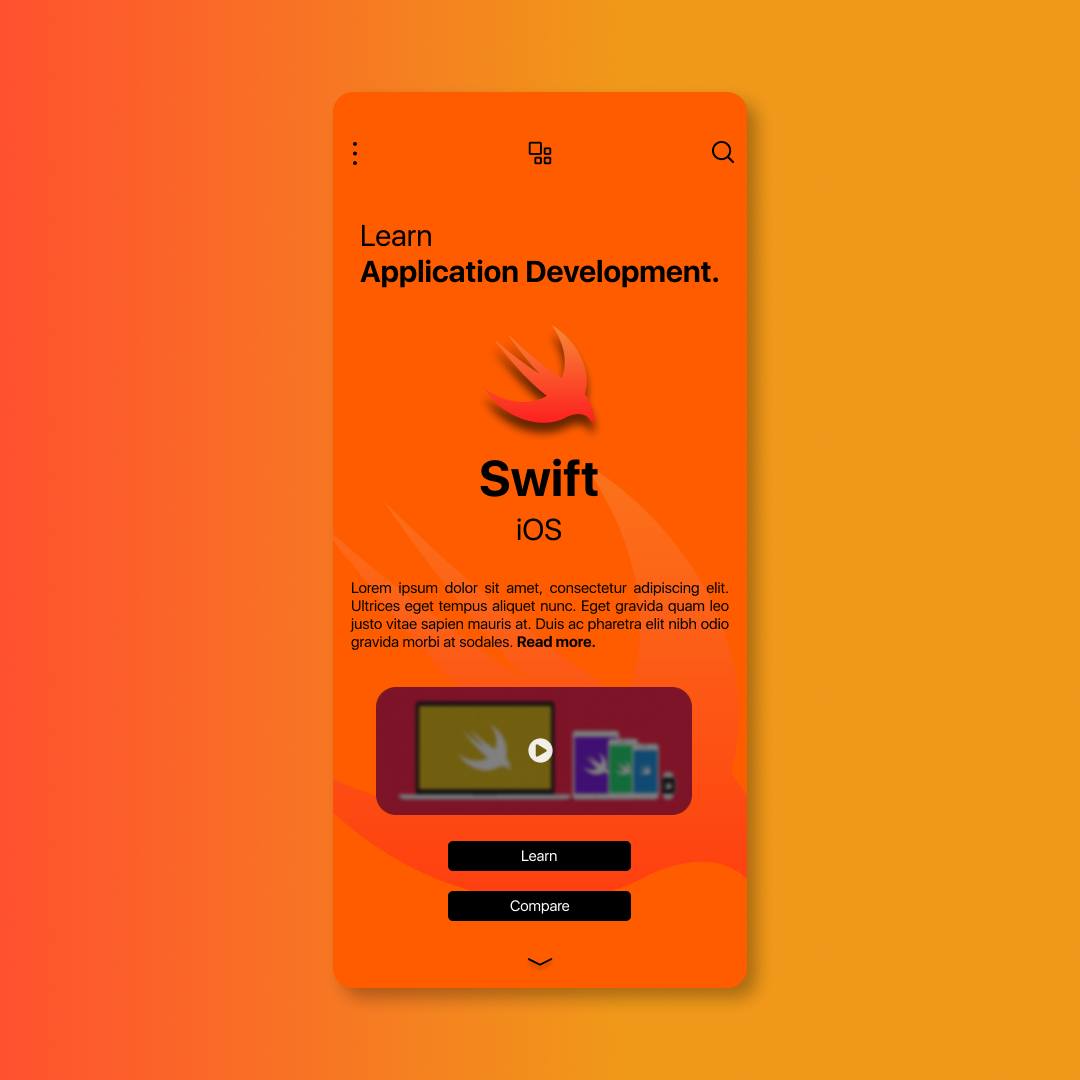 Learn
Application Development.
Swift
iOS
Lorem ipsum dolor sit amet, consectetur adipiscing elit.
Ultrices eget tempus aliquet nunc. Eget gravida quam leo
justo vitae sapien mauris at. Duis ac pharetra elit nibh odio
gravida morbi at sodales. Read more.
Learn
Compare